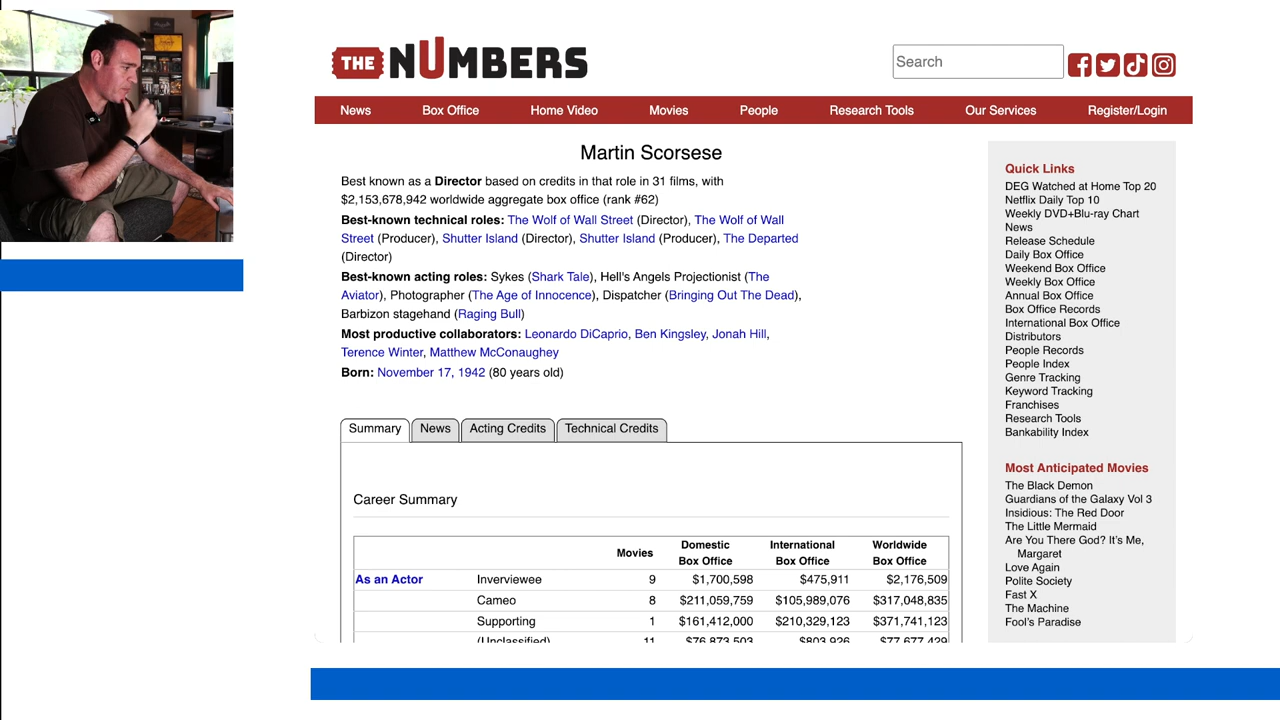 THE NUMBERS
Search
News Box Office Home Video Movies People Research Tools Our Services Register/Login
Martin Scorsese
Best known as a Director based on credits in that role in 31 films, with
$2,153,678,942 worldwide aggregate box office (rank #62)
Best-known technical roles: The Wolf of Wall Street (Director), The Wolf of Wall
Street (Producer), Shutter Island (Director), Shutter Island (Producer), The Departed
(Director)
Best-known acting roles: Sykes (Shark Tale), Hell's Angels Projectionist (The
Aviator), Photographer (The Age of Innocence), Dispatcher (Bringing Out The Dead),
Barbizon stagehand (Raging Bull)
Most productive collaborators: Leonardo DiCaprio, Ben Kingsley, Jonah Hill,
Terence Winter, Matthew McConaughey
Born: November 17, 1942 (80 years old)
Summary News Acting Credits Technical Credits
Career Summary
Movies Domestic Box Office International Box Office Worldwide Box Office
As an Actor Inverviewee 9 $1,700,598 $475,911 $2,176,509
Cameo 8 $211,059,759 $105,989,076 $317,048,835
Supporting 1 $161,412,000 $210,329,123 $371,741,123
(Unclassified) 11 $76,873,503 $803,926 $77,677,429
Quick Links
DEG Watched at Home Top 20
Netflix Daily Top 10
Weekly DVD+Blu-ray Chart
News
Release Schedule
Daily Box Office
Weekend Box Office
Weekly Box Office
Annual Box Office
Box Office Records
International Box Office
Distributors
People Records
People Index
Genre Tracking
Keyword Tracking
Franchises
Research Tools
Bankability Index
Most Anticipated Movies
The Black Demon
Guardians of the Galaxy Vol 3
Insidious: The Red Door
The Little Mermaid
Are You There God? It's Me,
Margaret
Love Again
Polite Society
Fast X
The Machine
Fool's Paradise